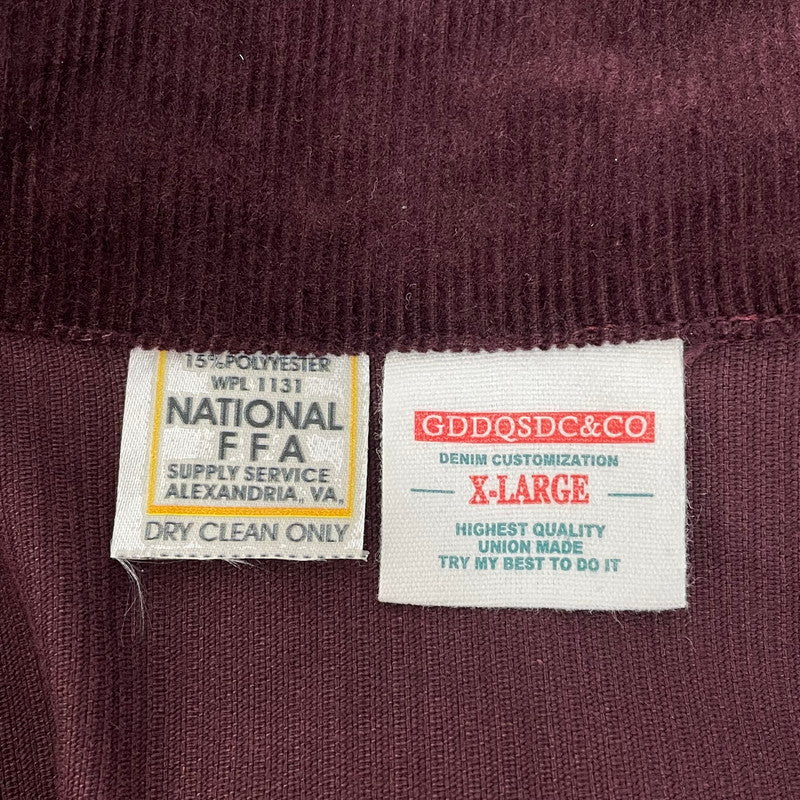 15% POLYYESTER
WPL 1131
NATIONAL
FFA
SUPPLY SERVICE
ALEXANDRIA, VA.
DRY CLEAN ONLY
GDDQSDC&CO
DENIM CUSTOMIZATION
X-LARGE
HIGHEST QUALITY
UNION MADE
TRY MY BEST TO DO IT